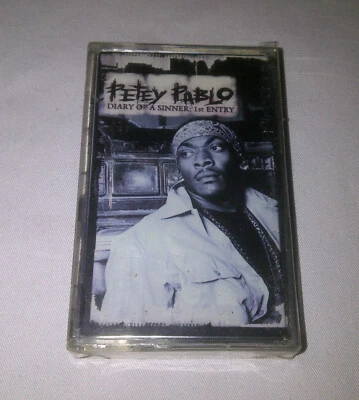 PETEY PABLO
DIARY OF A SINNER: 1st ENTRY